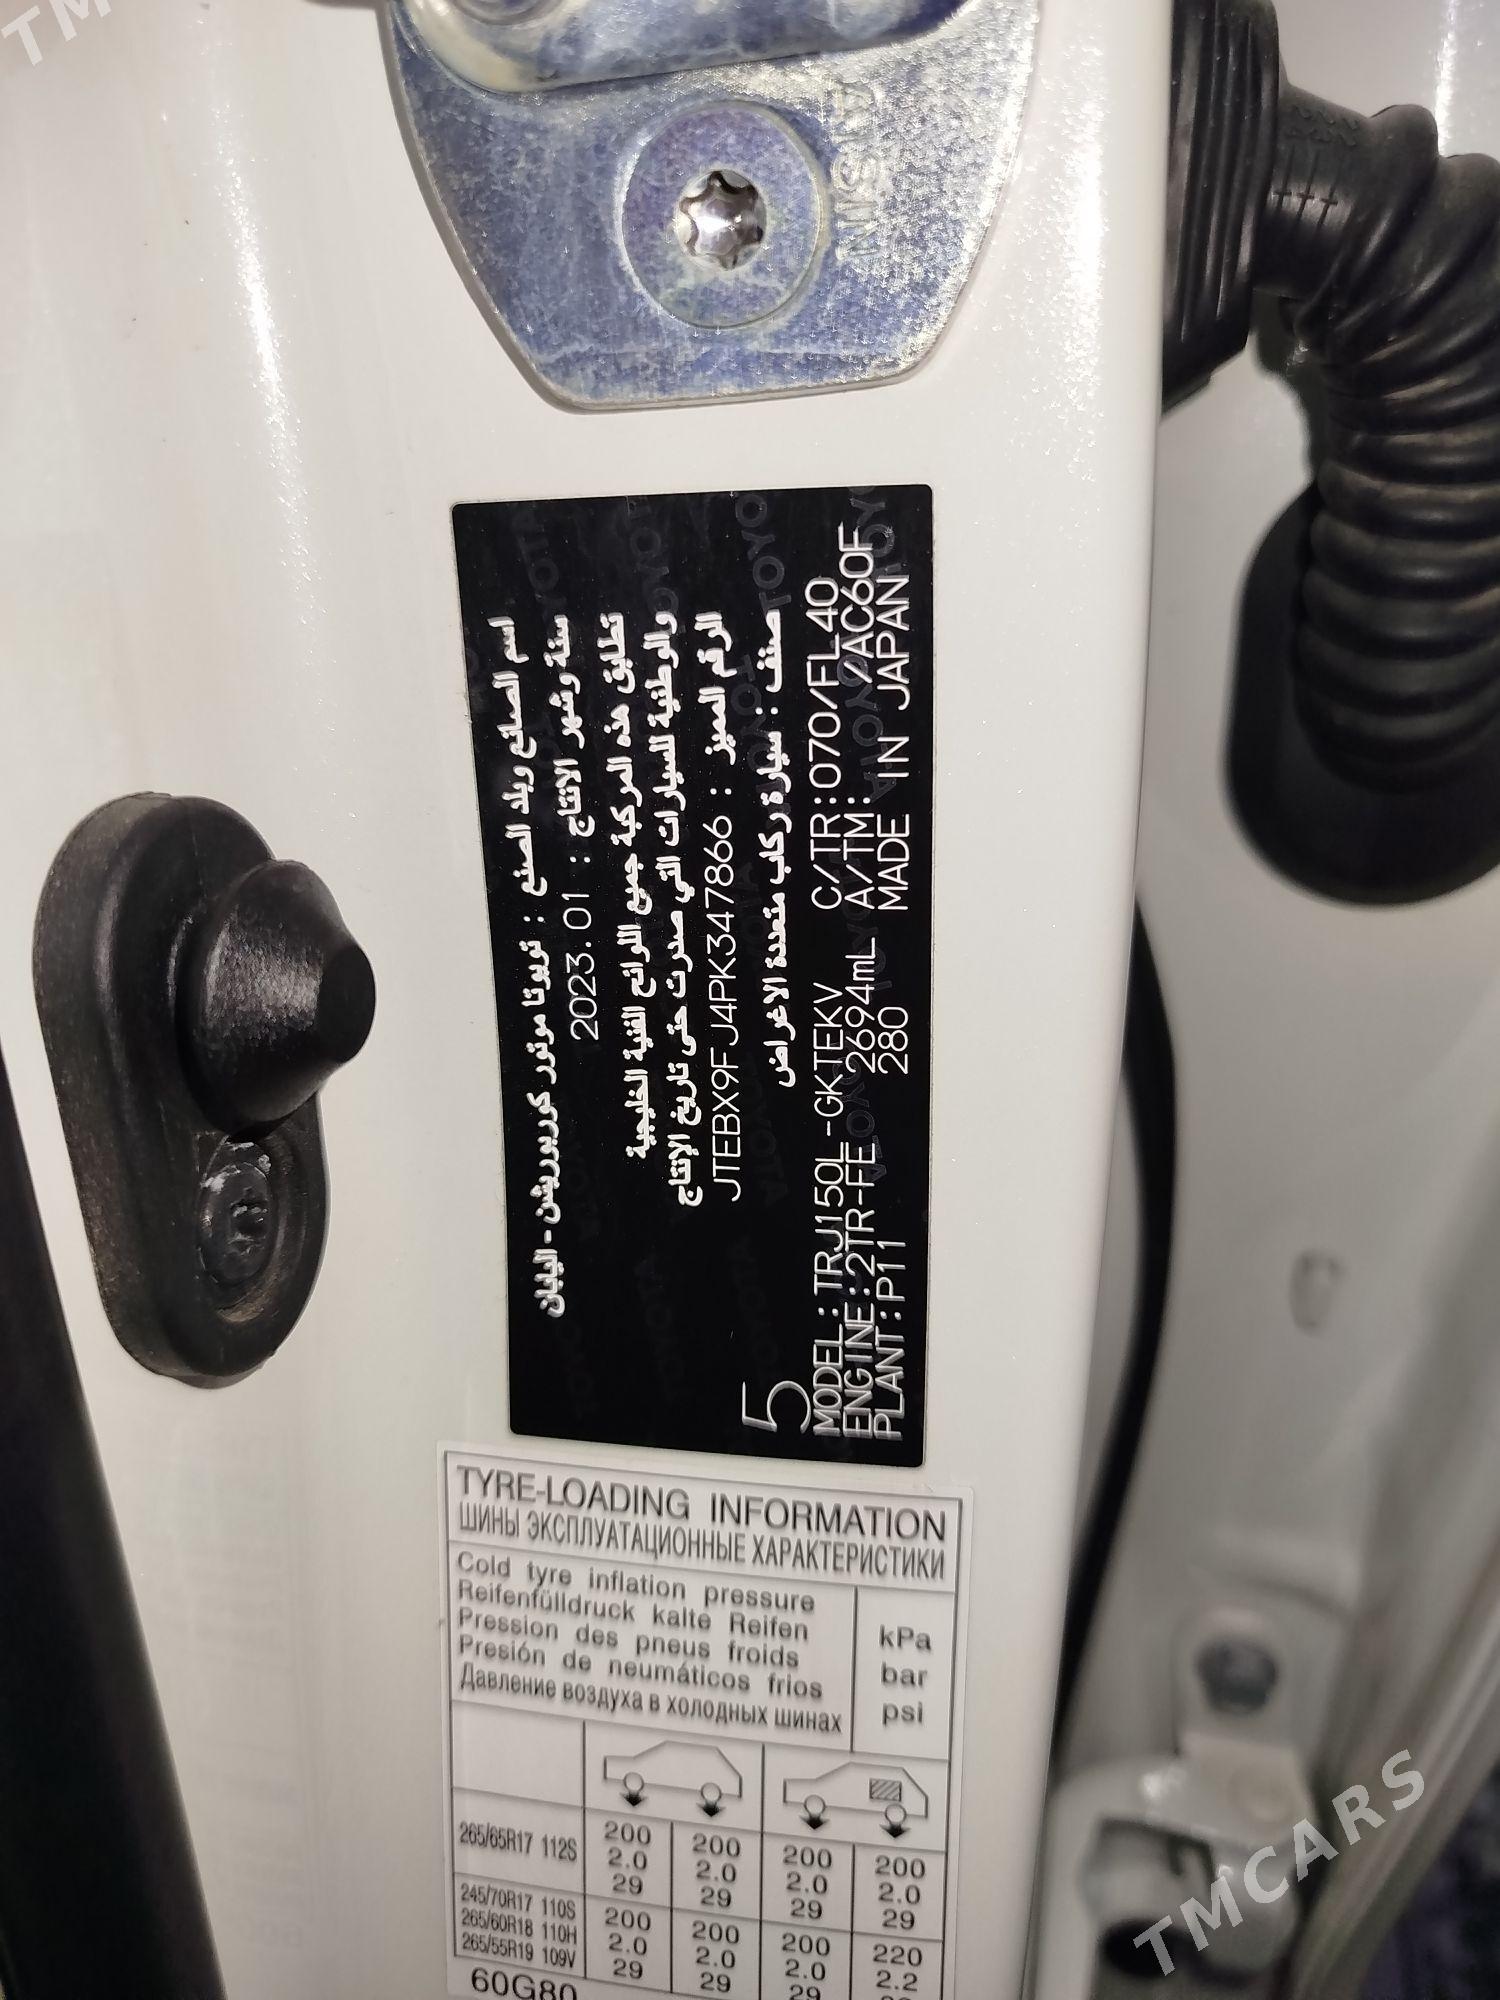 AISIN
اسم الصانع وبلد الصنع : تويوتا موتور كوربوريشن - اليابان
سنة وشهر الانتاج : 2023.01
تطابق هذه المركبة جميع اللوائح الفنية الخليجية
والوطنية للسيارات التي صدرت حتى تاريخ الإنتاج
الرقم المميز : JTEBX9FJ4PK347866
صنف : سيارة ركاب متعددة الاغراض
5
MODEL:TRJ150L-GKTEKV C/TR:070/FL40
ENGINE:2TR-FE 2694mL A/TM: /AC60F
PLANT:P11 280 MADE IN JAPAN
TYRE-LOADING INFORMATION
ШИНЫ ЭКСПЛУАТАЦИОННЫЕ ХАРАКТЕРИСТИКИ
Cold tyre inflation pressure
Reifenfülldruck kalte Reifen
Pression des pneus froids
Presión de neumáticos frios
Давление воздуха в холодных шинах
kPa
bar
psi
265/65R17 112S
200 200 200 200
2.0 2.0 2.0 2.0
29 29 29 29
245/70R17 110S
265/60R18 110H
265/55R19 109V
200 200 200 220
2.0 2.0 2.0 2.2
29 29 29
60G80
TMCARS